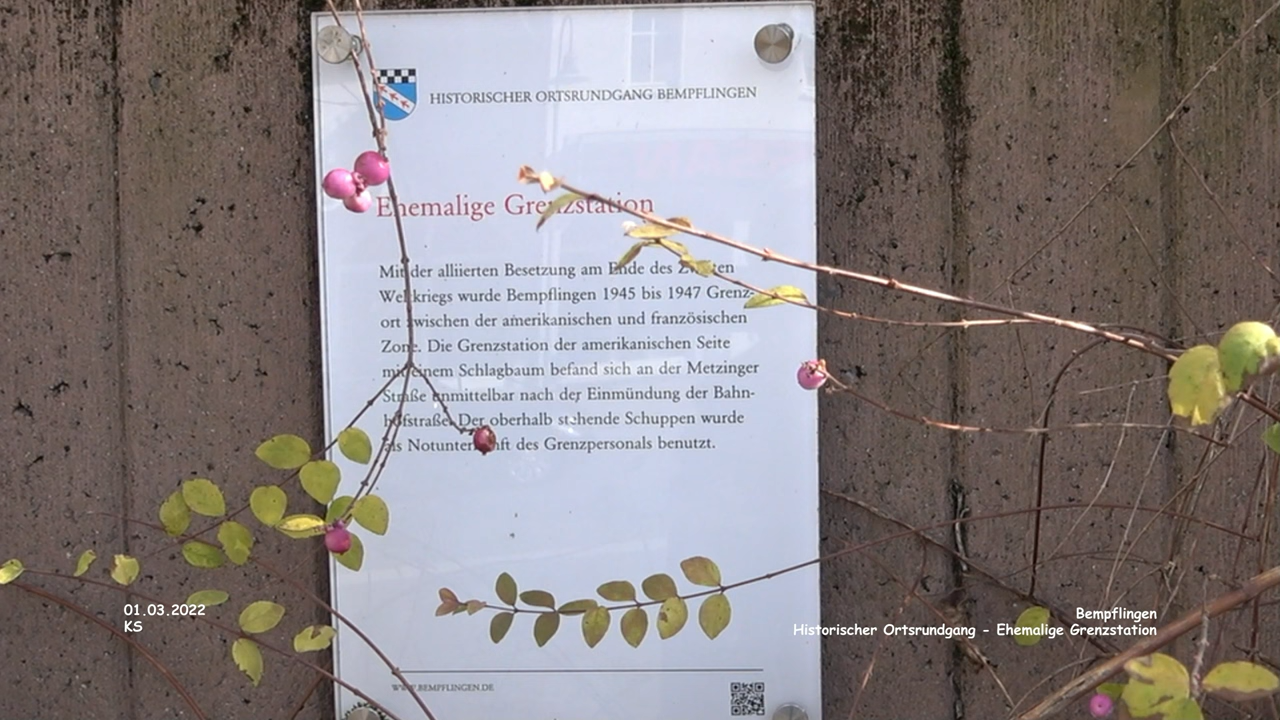 HISTORISCHER ORTSRUNDGANG BEMPFLINGEN
Ehemalige Grenzstation
Mit der alliierten Besetzung am Ende des Zweiten
Weltkriegs wurde Bempflingen 1945 bis 1947 Grenz-
ort zwischen der amerikanischen und französischen
Zone. Die Grenzstation der amerikanischen Seite
mit einem Schlagbaum befand sich an der Metzinger
Straße unmittelbar nach der Einmündung der Bahn-
hofstraße. Der oberhalb stehende Schuppen wurde
als Notunterkunft des Grenzpersonals benutzt.
WWW.BEMPFLINGEN.DE
01.03.2022
KS
Bempflingen
Historischer Ortsrundgang - Ehemalige Grenzstation